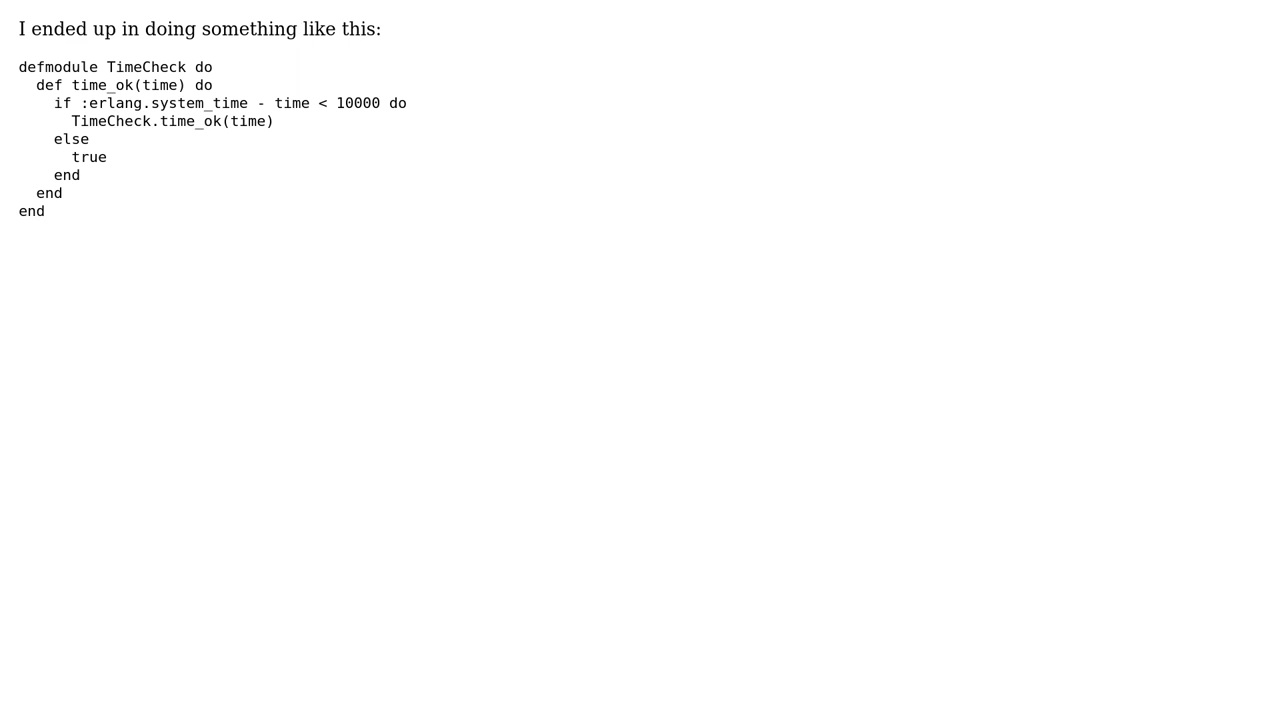 I ended up in doing something like this:
defmodule TimeCheck do
  def time_ok(time) do
    if :erlang.system_time - time < 10000 do
      TimeCheck.time_ok(time)
    else
      true
    end
  end
end